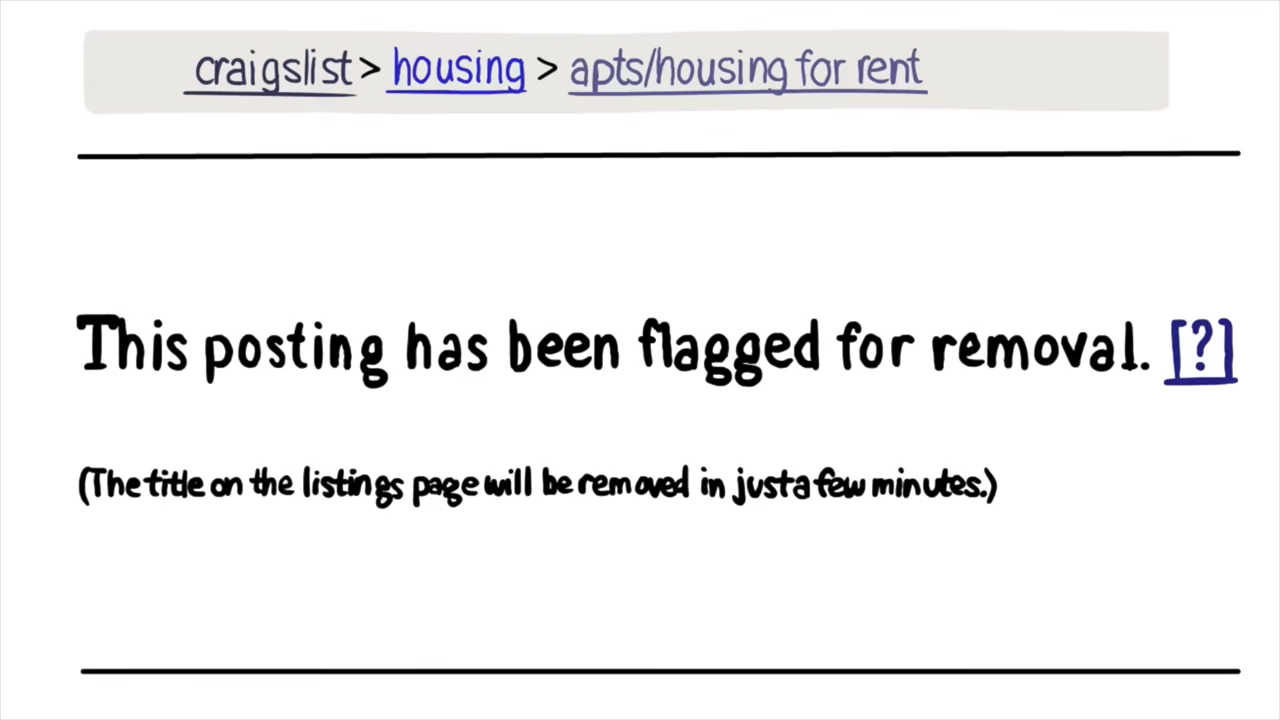 craigslist > housing > apts/housing for rent
This posting has been flagged for removal. [?]
(The title on the listings page will be removed in just a few minutes.)